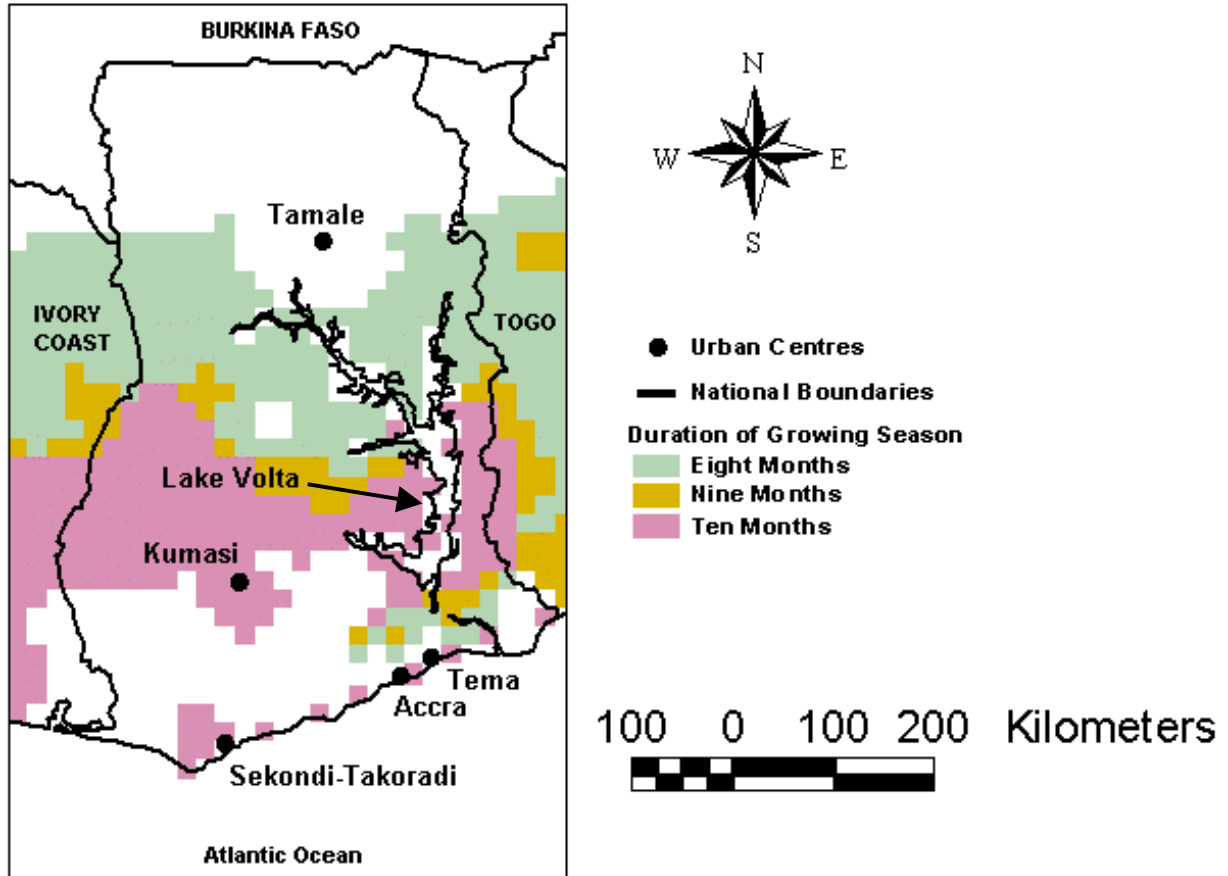 BURKINA FASO
Tamale
IVORY
COAST
TOGO
Lake Volta
Kumasi
Tema
Accra
Sekondi-Takoradi
Atlantic Ocean
N
W E
S
Urban Centres
National Boundaries
Duration of Growing Season
Eight Months
Nine Months
Ten Months
100 0 100 200 Kilometers